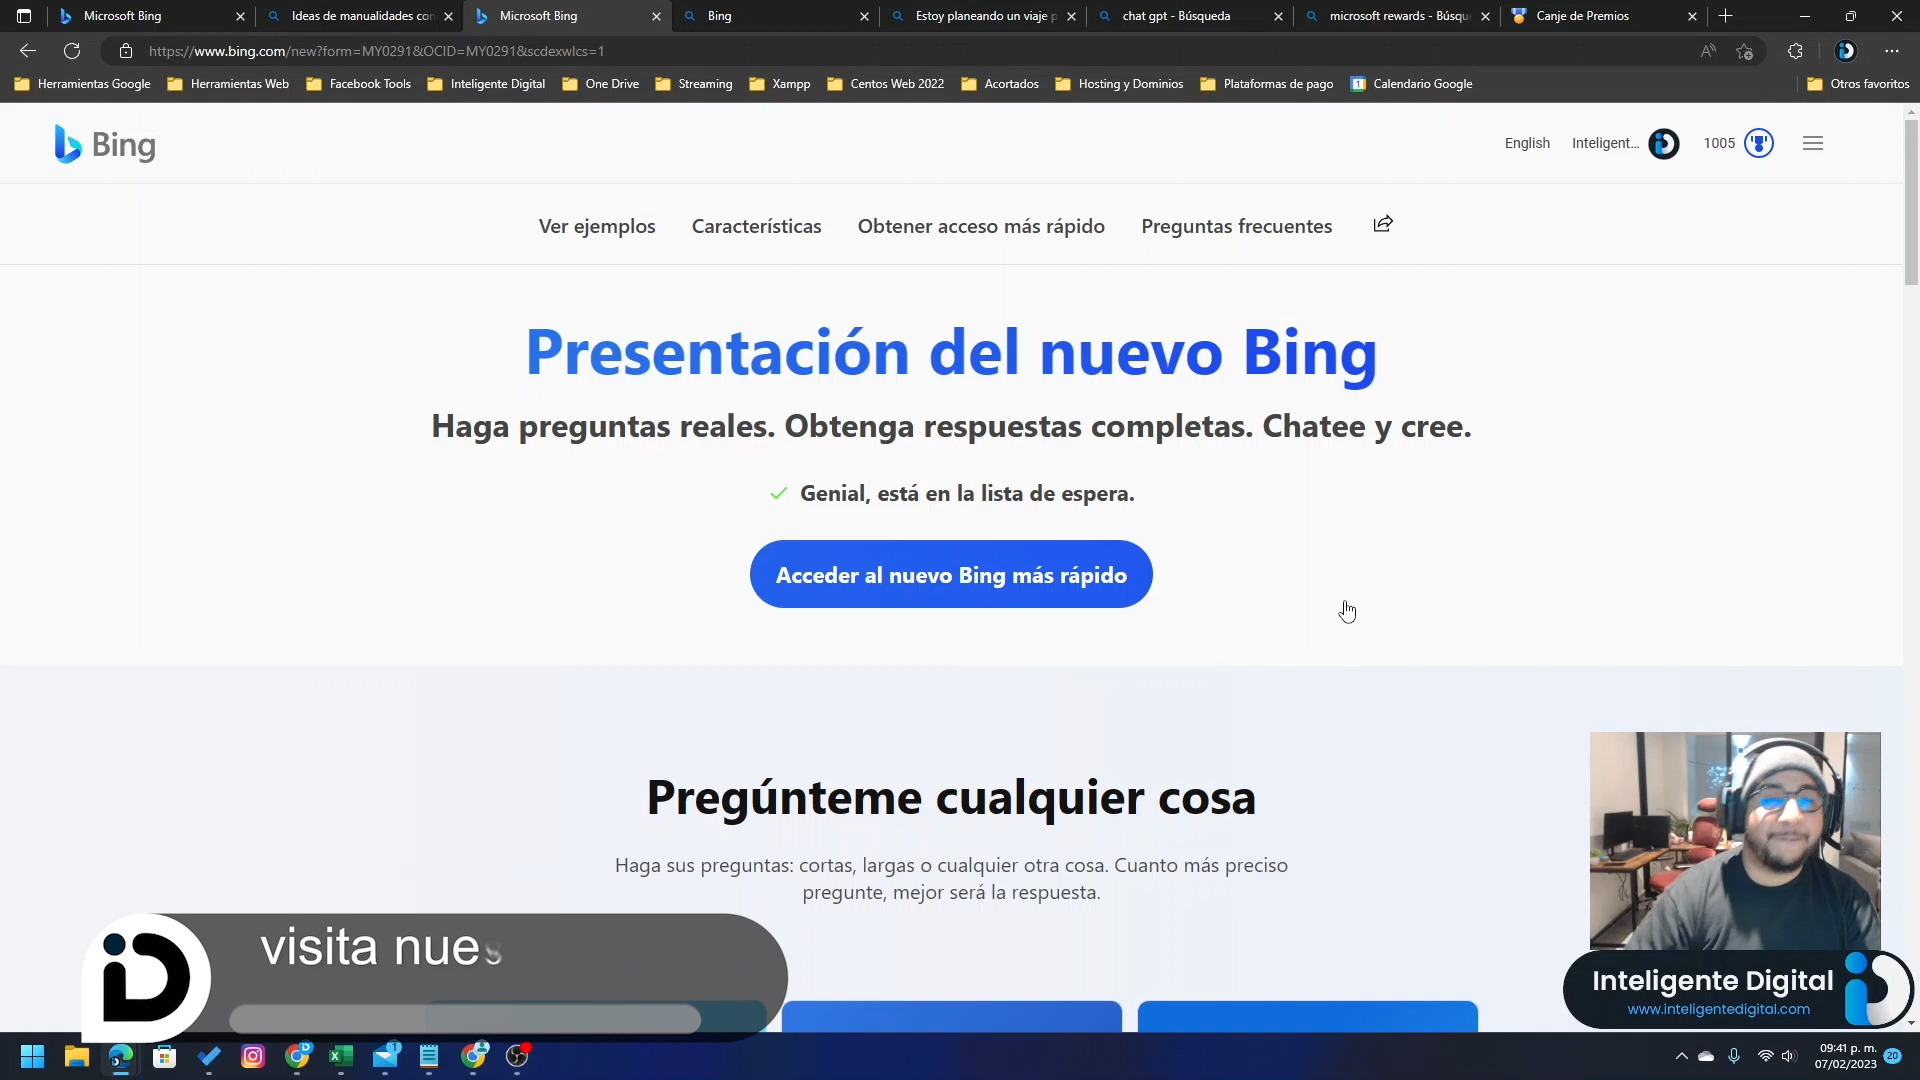 Microsoft Bing
Ideas de manualidades con
Microsoft Bing
Bing
Estoy planeando un viaje p
chat gpt - Búsqueda
microsoft rewards - Búsqu
Canje de Premios
https://www.bing.com/new?form=MY0291&OCID=MY0291&scdexwlcs=1
Herramientas Google
Herramientas Web
Facebook Tools
Inteligente Digital
One Drive
Streaming
Xampp
Centos Web 2022
Acortados
Hosting y Dominios
Plataformas de pago
Calendario Google
Otros favoritos
Bing
English
Inteligent...
1005
Ver ejemplos
Características
Obtener acceso más rápido
Preguntas frecuentes
Presentación del nuevo Bing
Haga preguntas reales. Obtenga respuestas completas. Chatee y cree.
Genial, está en la lista de espera.
Acceder al nuevo Bing más rápido
Pregúnteme cualquier cosa
Haga sus preguntas: cortas, largas o cualquier otra cosa. Cuanto más preciso
pregunte, mejor será la respuesta.
visita nues
Inteligente Digital
www.inteligentedigital.com
09:41 p. m.
07/02/2023
20